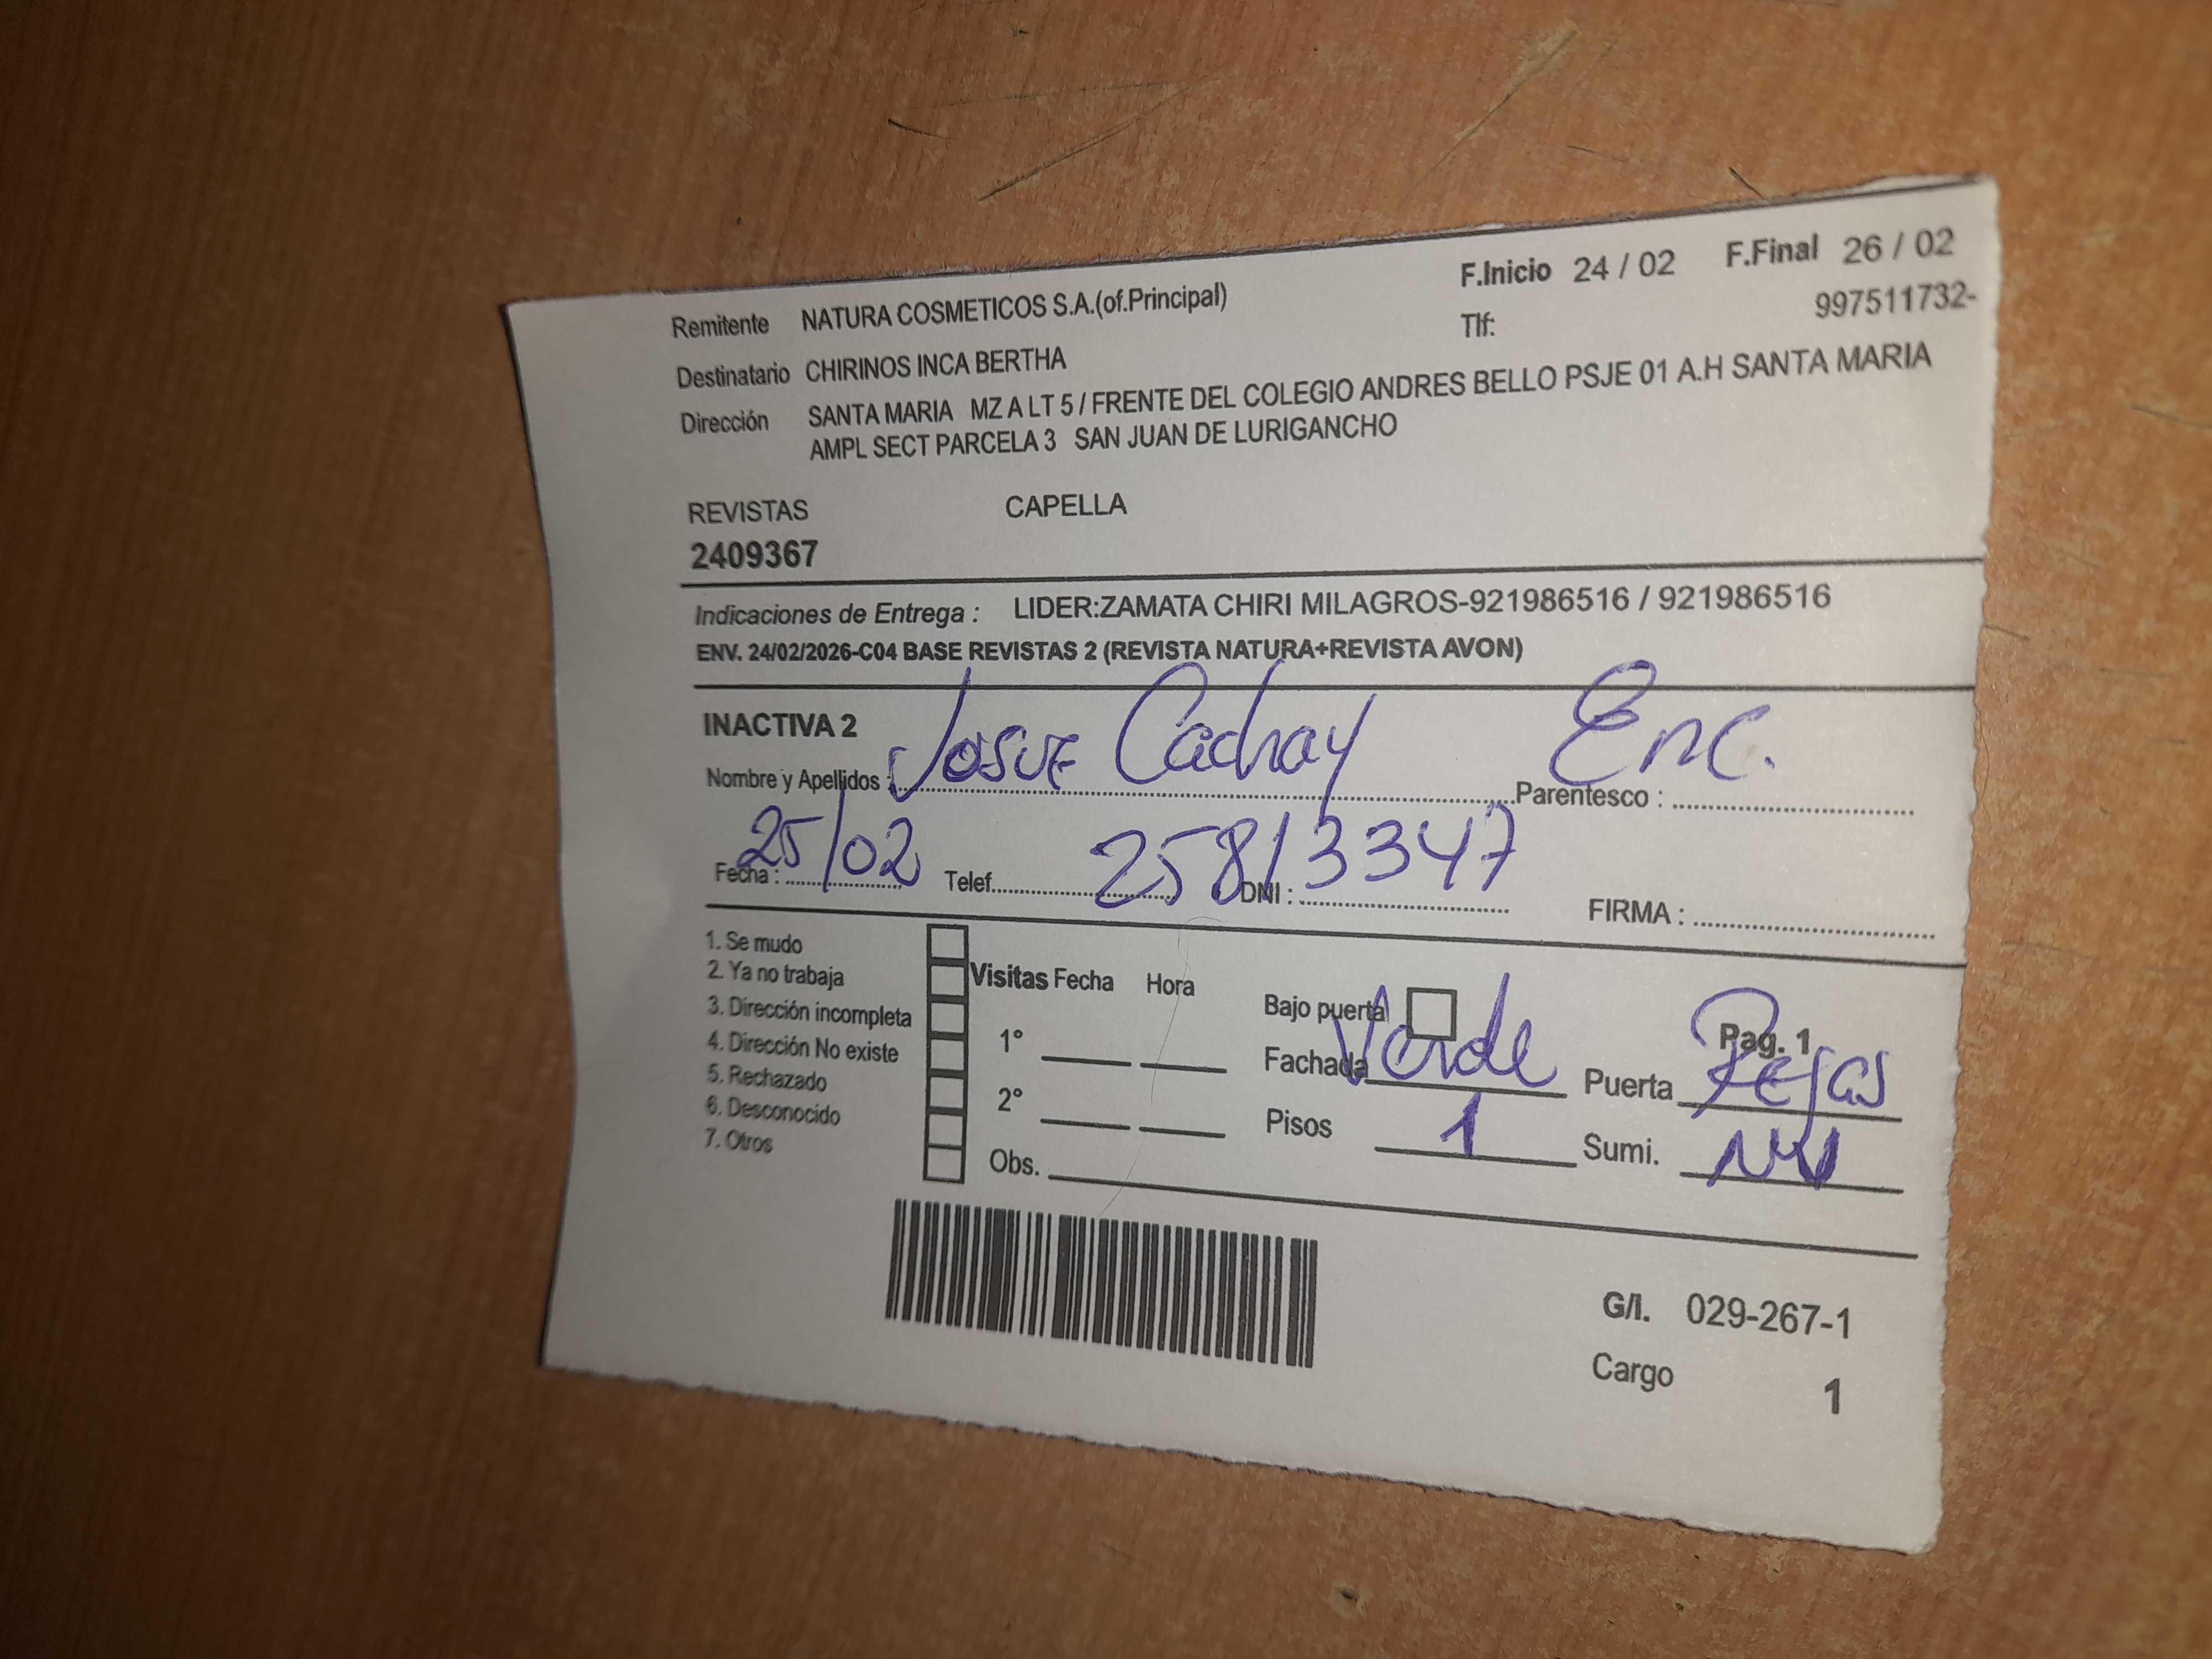 F.Inicio 24 / 02 F.Final 26 / 02
Remitente NATURA COSMETICOS S.A.(of.Principal) Tlf: 997511732-
Destinatario CHIRINOS INCA BERTHA
Dirección SANTA MARIA MZ A LT 5 / FRENTE DEL COLEGIO ANDRES BELLO PSJE 01 A.H SANTA MARIA
AMPL SECT PARCELA 3 SAN JUAN DE LURIGANCHO
REVISTAS CAPELLA
2409367
Indicaciones de Entrega : LIDER:ZAMATA CHIRI MILAGROS-921986516 / 921986516
ENV. 24/02/2026-C04 BASE REVISTAS 2 (REVISTA NATURA+REVISTA AVON)
INACTIVA 2
Nombre y Apellidos : Josue Cachay Parentesco : Enc.
Fecha : 25/02 Telef. DNI : 25813347 FIRMA :
1. Se mudo
2. Ya no trabaja
3. Dirección incompleta
4. Dirección No existe
5. Rechazado
6. Desconocido
7. Otros
Visitas Fecha Hora
1°
2°
Obs.
Bajo puerta Pag. 1
Fachada Verde Puerta Rejas
Pisos 1 Sumi.
G/I. 029-267-1
Cargo 1